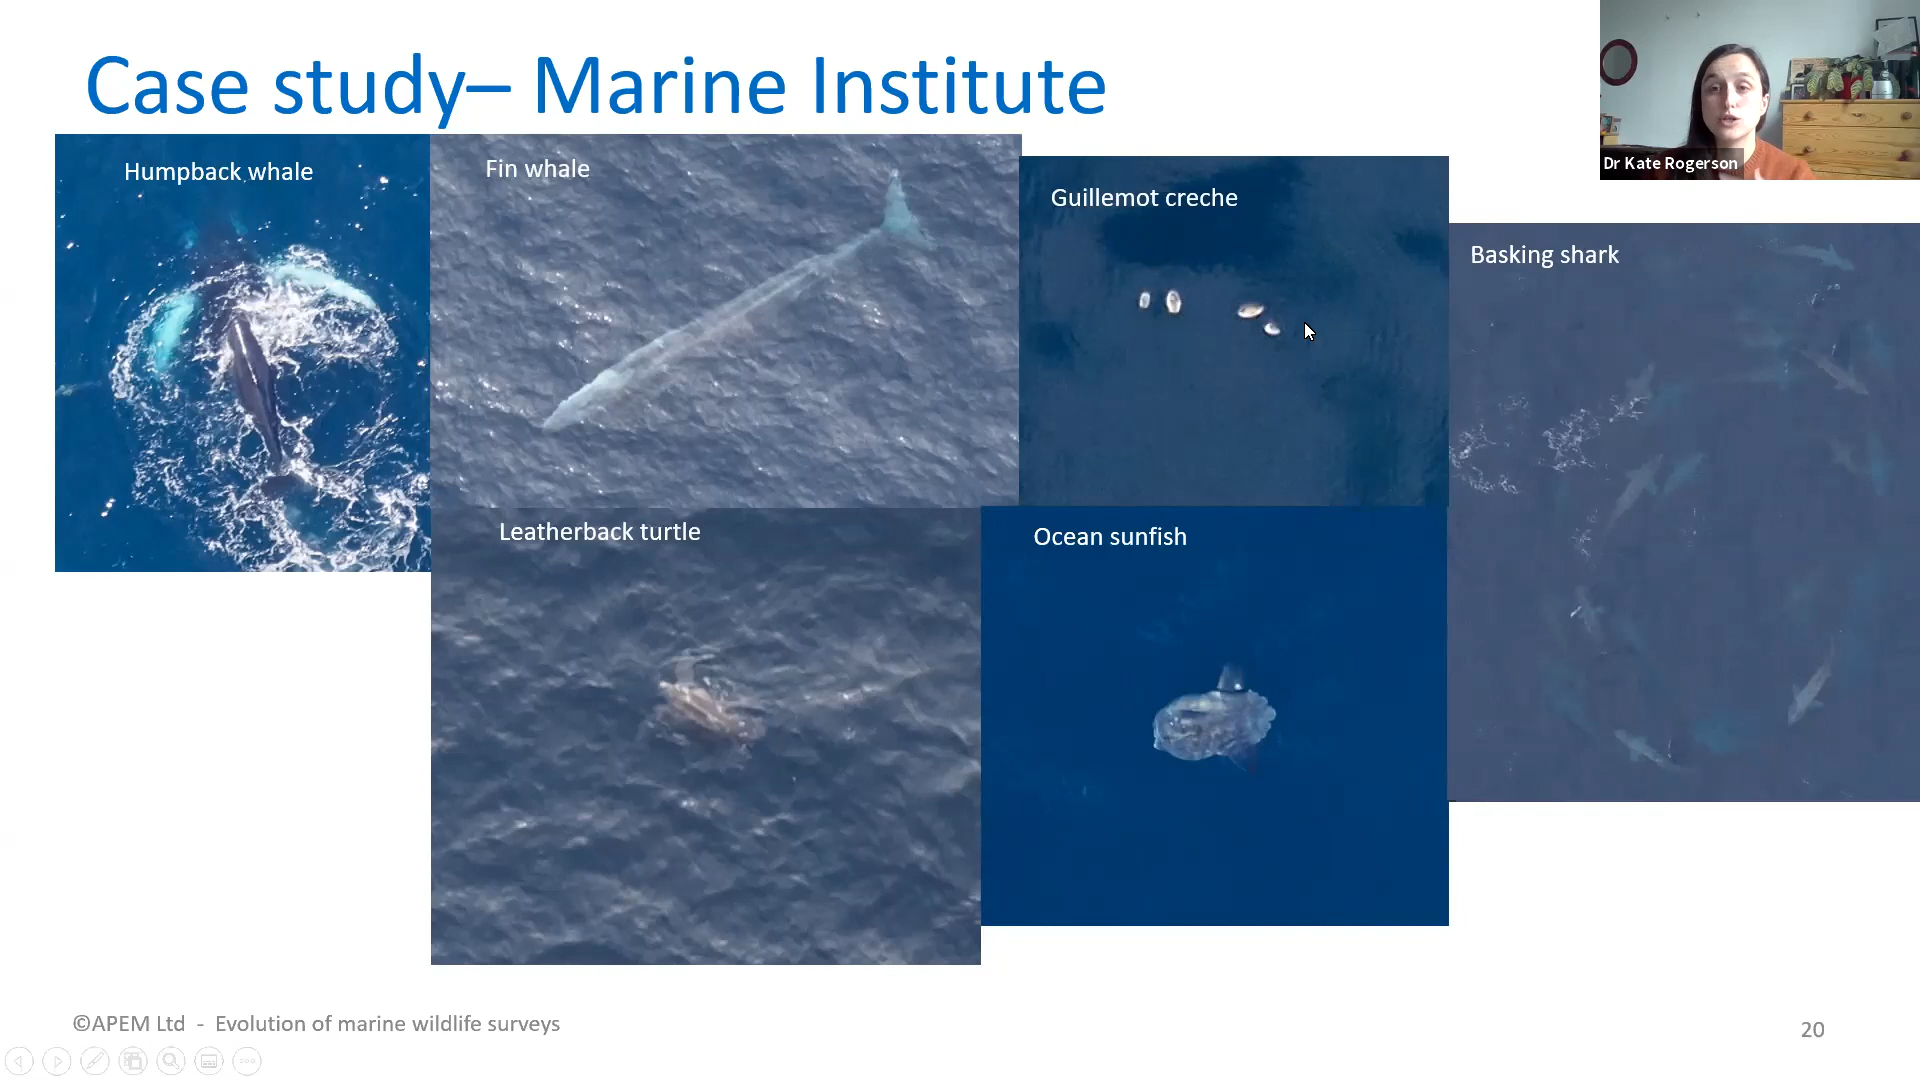 Case study– Marine Institute
Dr Kate Rogerson
Humpback whale
Fin whale
Guillemot creche
Basking shark
Leatherback turtle
Ocean sunfish
©APEM Ltd - Evolution of marine wildlife surveys
20